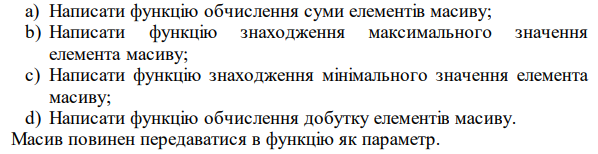 a) Написати функцію обчислення суми елементів масиву;
b) Написати функцію знаходження максимального значення
елемента масиву;
c) Написати функцію знаходження мінімального значення елемента
масиву;
d) Написати функцію обчислення добутку елементів масиву.
Масив повинен передаватися в функцію як параметр.